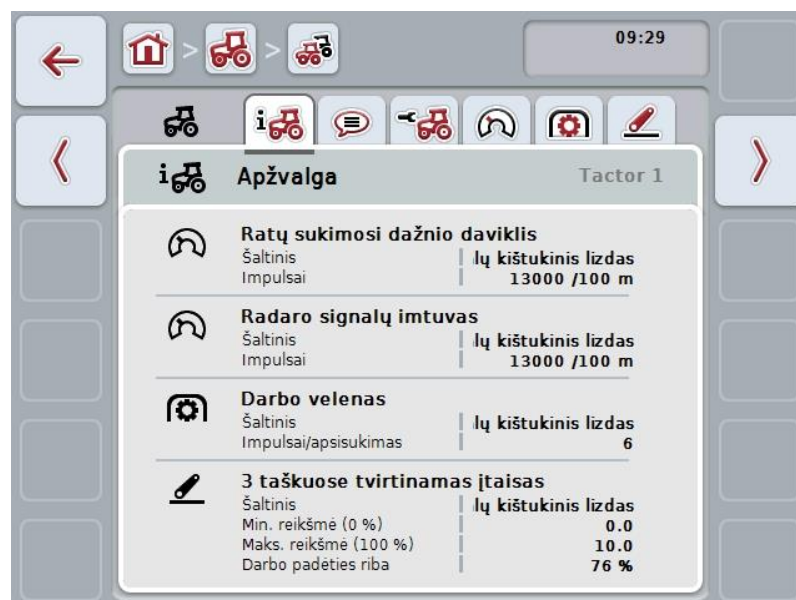 09:29
i
i Apžvalga Tactor 1
Ratų sukimosi dažnio daviklis
Šaltinis lų kištukinis lizdas
Impulsai 13000 /100 m
Radaro signalų imtuvas
Šaltinis lų kištukinis lizdas
Impulsai 13000 /100 m
Darbo velenas
Šaltinis lų kištukinis lizdas
Impulsai/apsisukimas 6
3 taškuose tvirtinamas įtaisas
Šaltinis lų kištukinis lizdas
Min. reikšmė (0 %) 0.0
Maks. reikšmė (100 %) 10.0
Darbo padėties riba 76 %